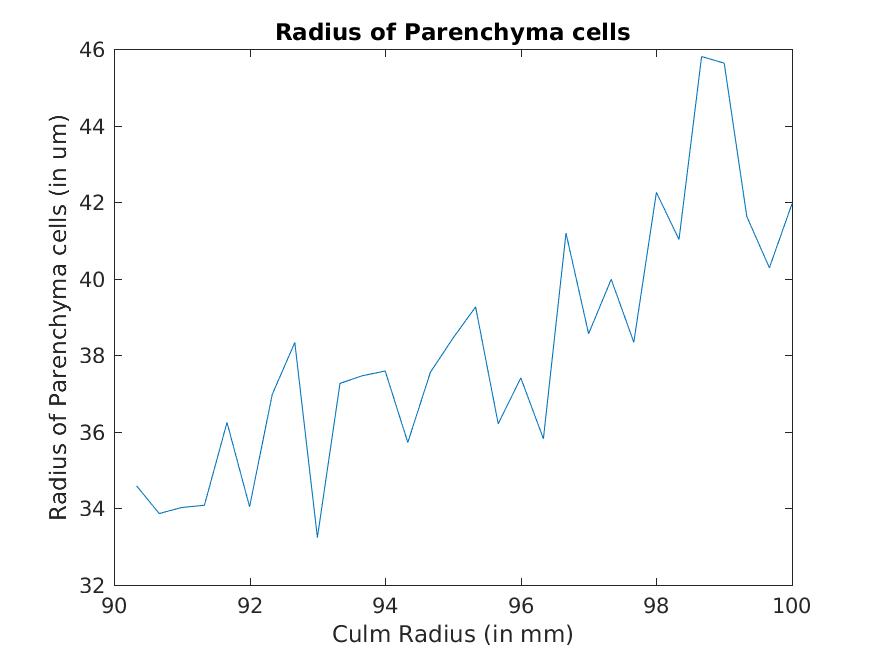 Radius of Parenchyma cells
46
44
42
40
38
36
34
32
Radius of Parenchyma cells (in um)
90 92 94 96 98 100
Culm Radius (in mm)